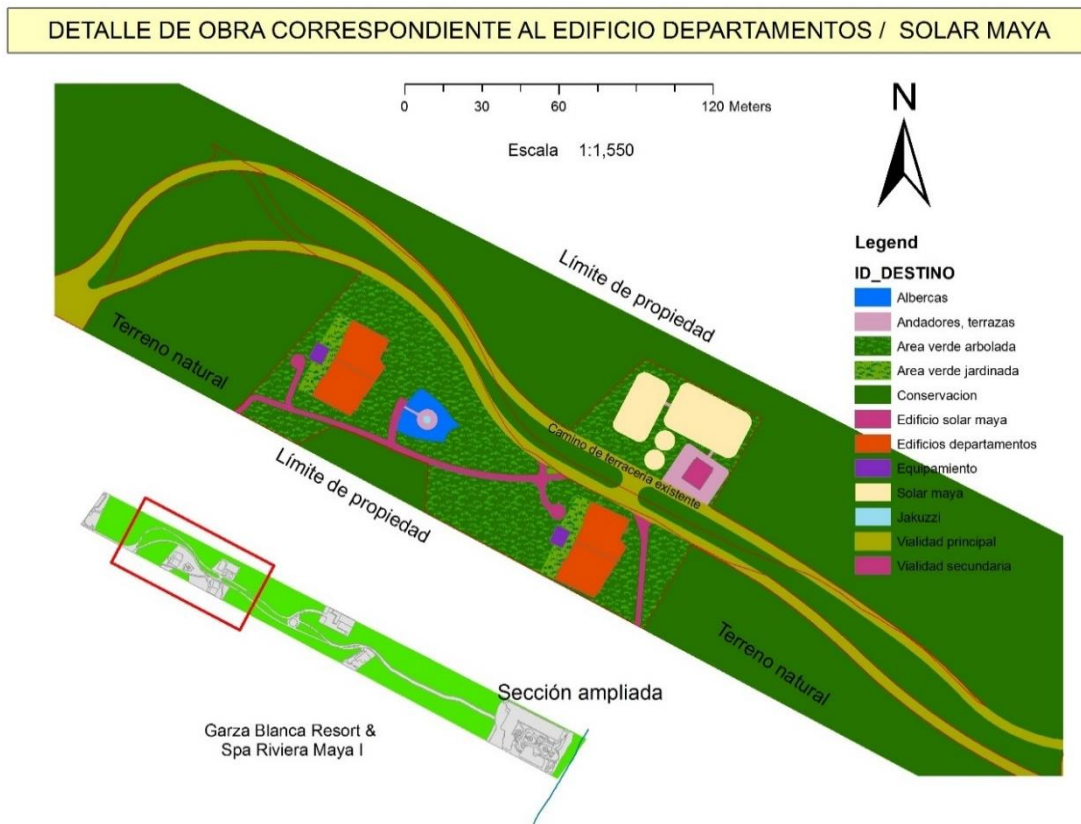 DETALLE DE OBRA CORRESPONDIENTE AL EDIFICIO DEPARTAMENTOS / SOLAR MAYA
0 30 60 120 Meters
Escala 1:1,550
N
Límite de propiedad
Terreno natural
Camino de terraceria existente
Límite de propiedad
Terreno natural
Legend
ID_DESTINO
Albercas
Andadores, terrazas
Area verde arbolada
Area verde jardinada
Conservacion
Edificio solar maya
Edificios departamentos
Equipamiento
Solar maya
Jakuzzi
Vialidad principal
Vialidad secundaria
Sección ampliada
Garza Blanca Resort &
Spa Riviera Maya I